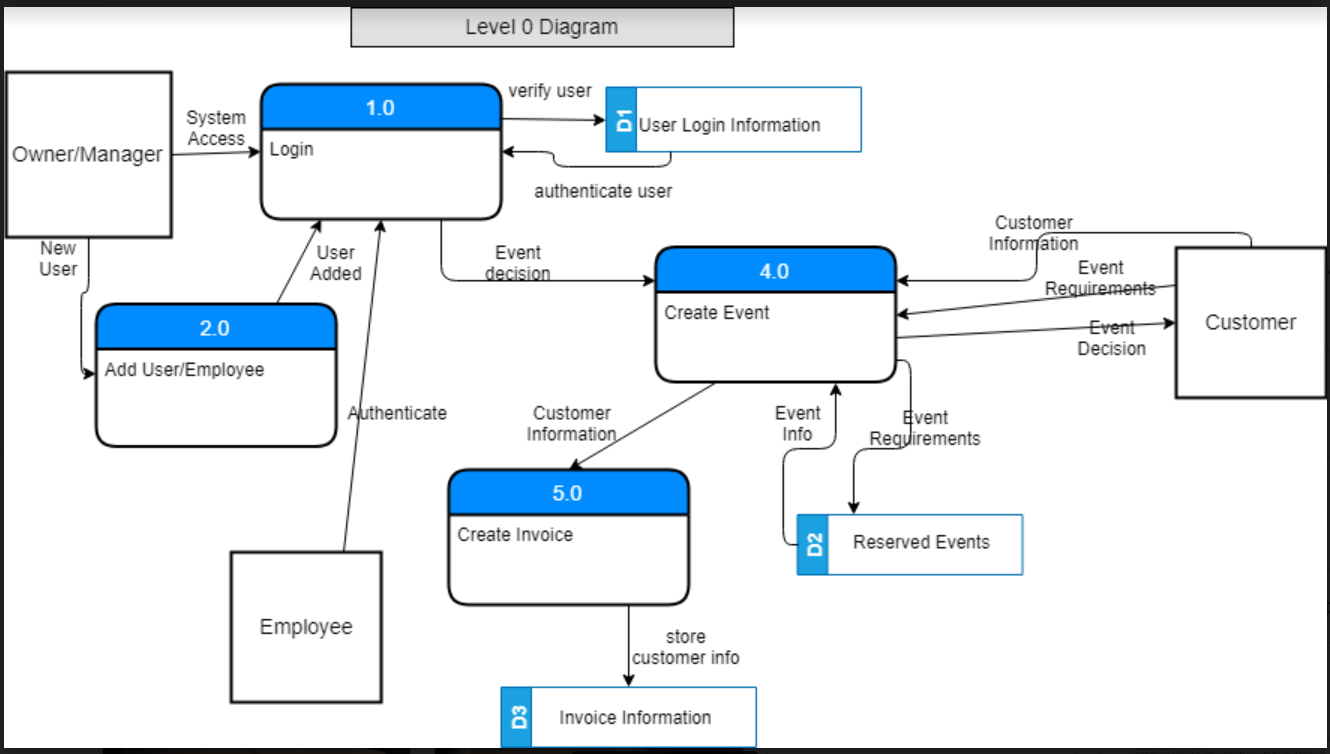 Level 0 Diagram
Owner/Manager
System
Access
1.0
Login
verify user
D1
User Login Information
authenticate user
New
User
User
Added
Event
decision
2.0
Add User/Employee
Authenticate
Employee
4.0
Create Event
Customer
Information
Event
Requirements
Event
Decision
Customer
Customer
Information
Event
Info
Event
Requirements
5.0
Create Invoice
D2
Reserved Events
store
customer info
D3
Invoice Information